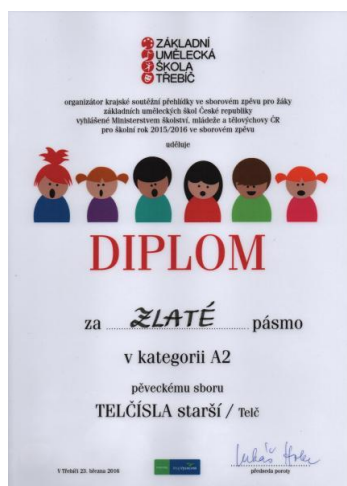 ZÁKLADNÍ
UMĚLECKÁ
ŠKOLA
TŘEBÍČ
organizátor krajské soutěžní přehlídky ve sborovém zpěvu pro žáky
základních uměleckých škol České republiky
vyhlášené Ministerstvem školství, mládeže a tělovýchovy ČR
pro školní rok 2015/2016 ve sborovém zpěvu
uděluje
DIPLOM
za ZLATÉ pásmo
v kategorii A2
pěveckému sboru
TELČÍSLA starší / Telč
V Třebíči 23. března 2016
předseda poroty